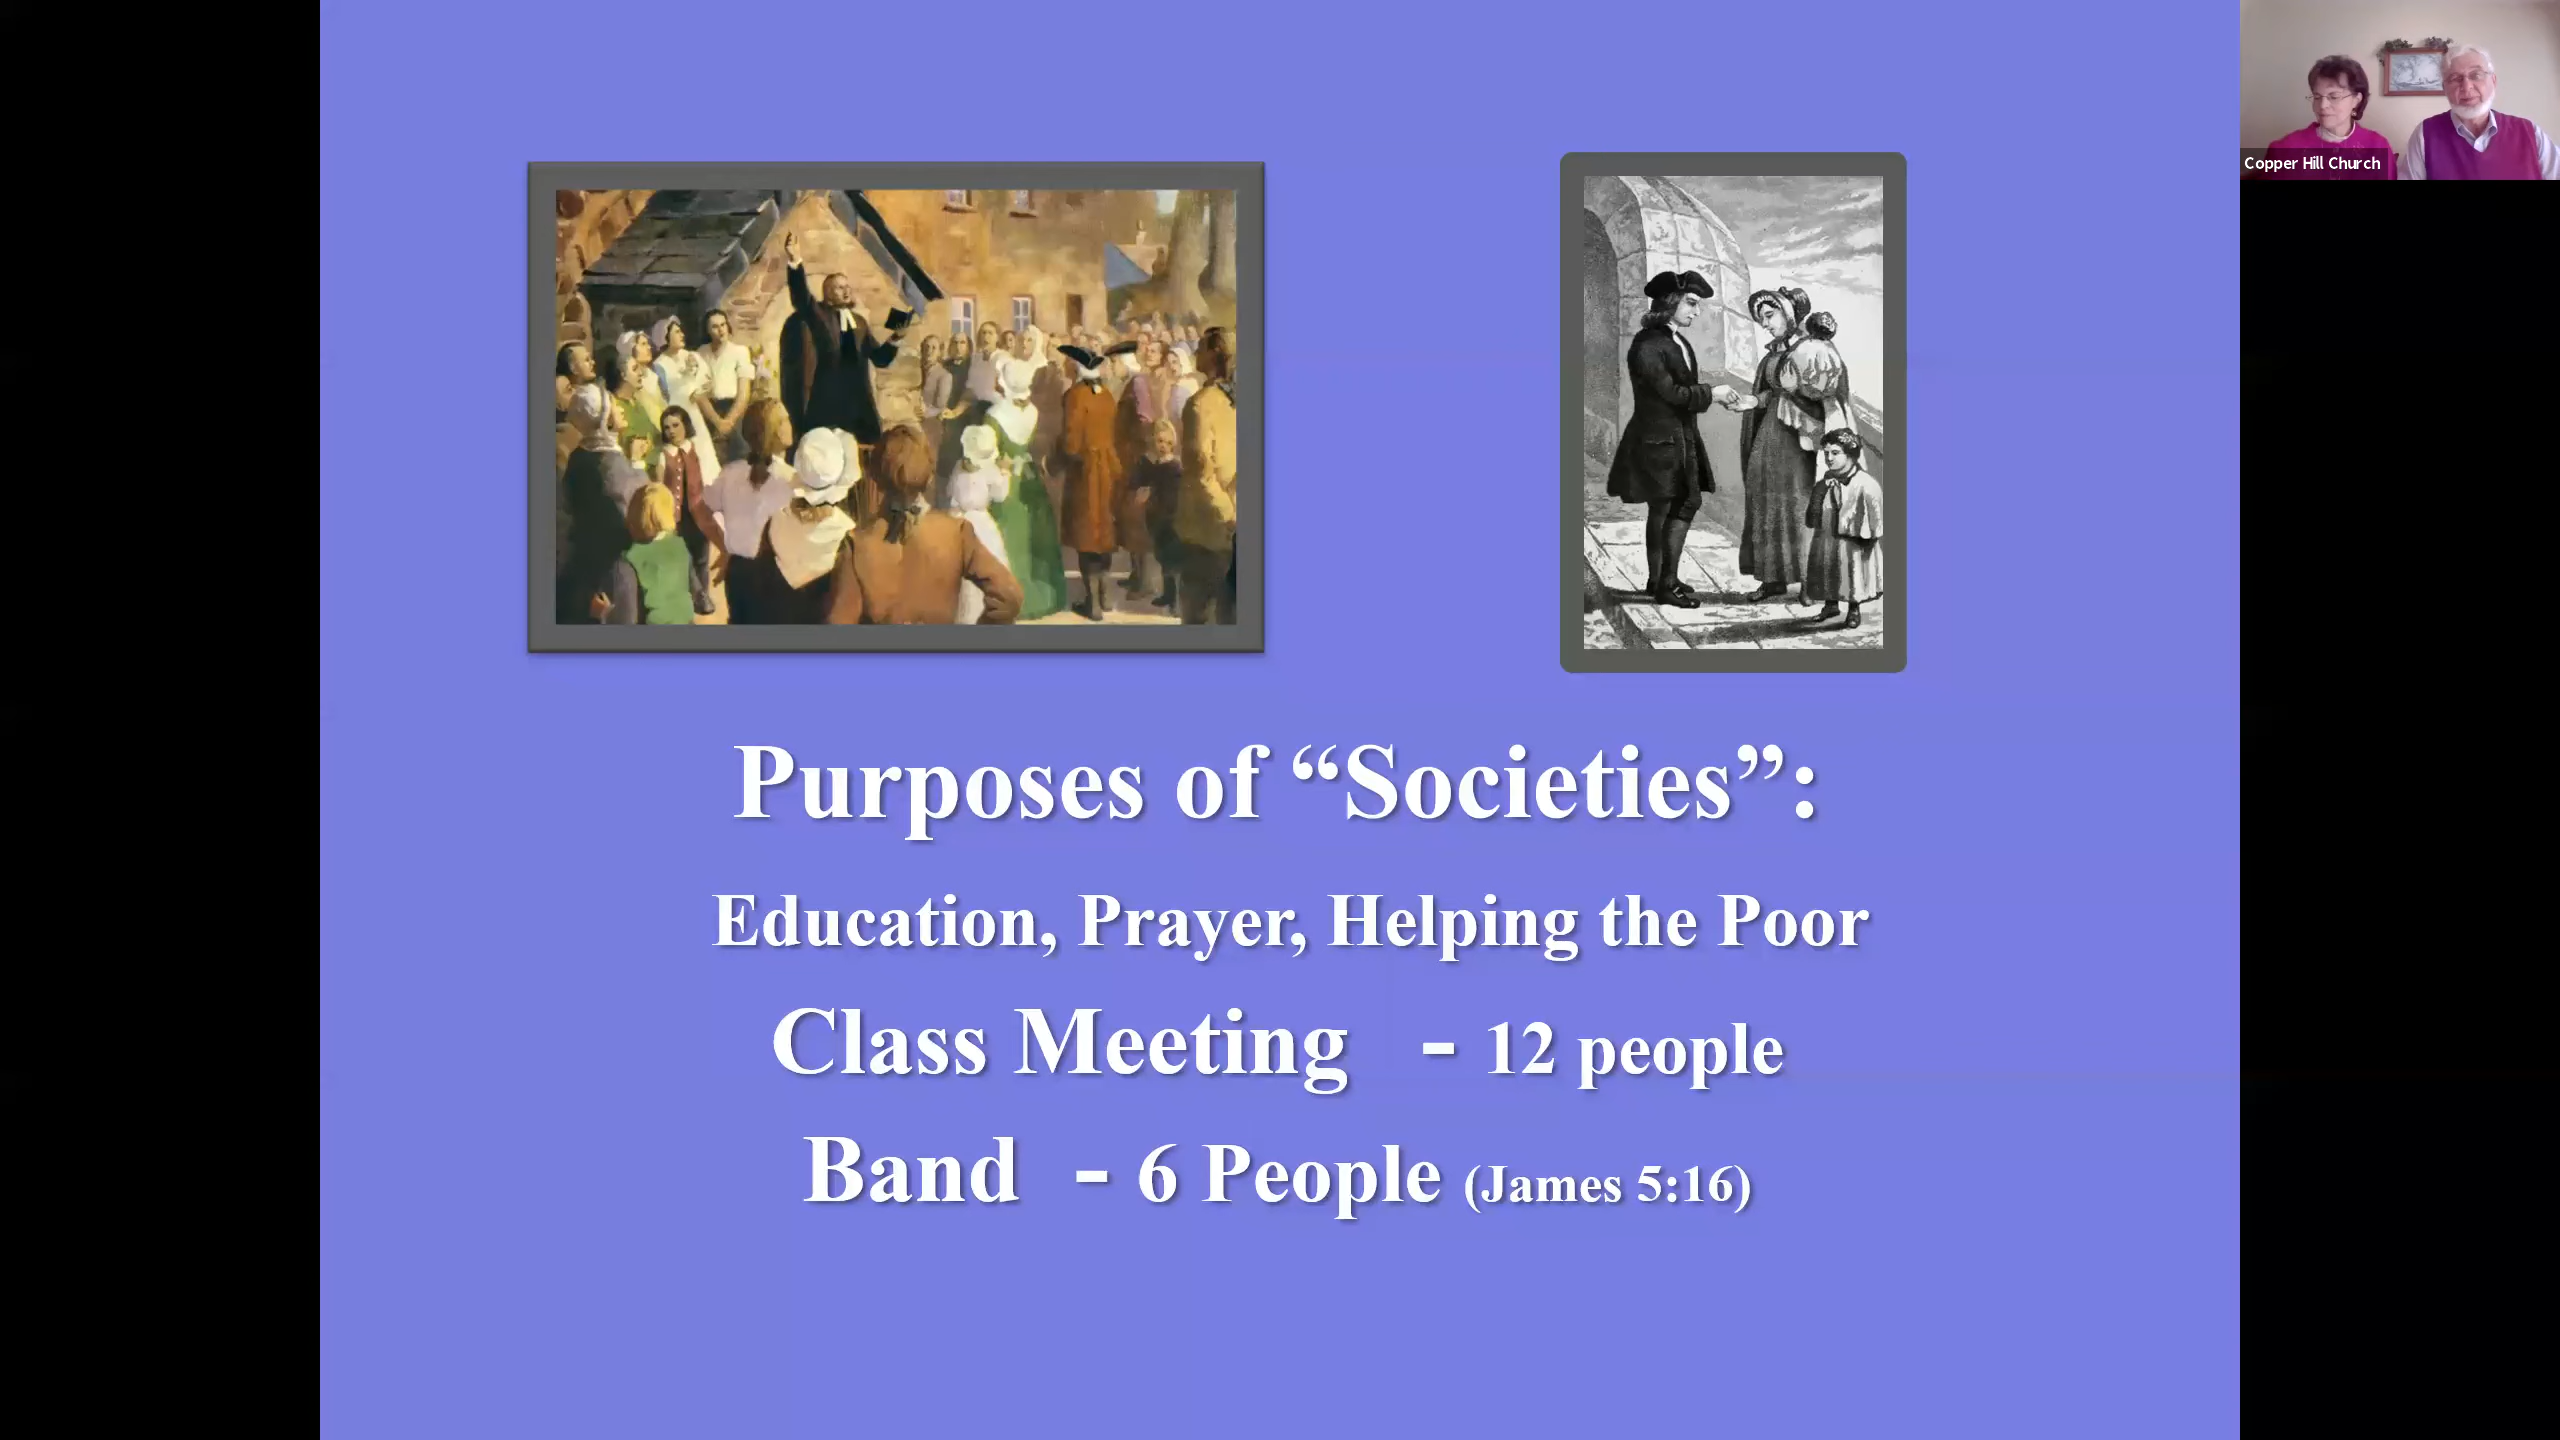 Copper Hill Church
Purposes of “Societies”:
Education, Prayer, Helping the Poor
Class Meeting - 12 people
Band - 6 People (James 5:16)